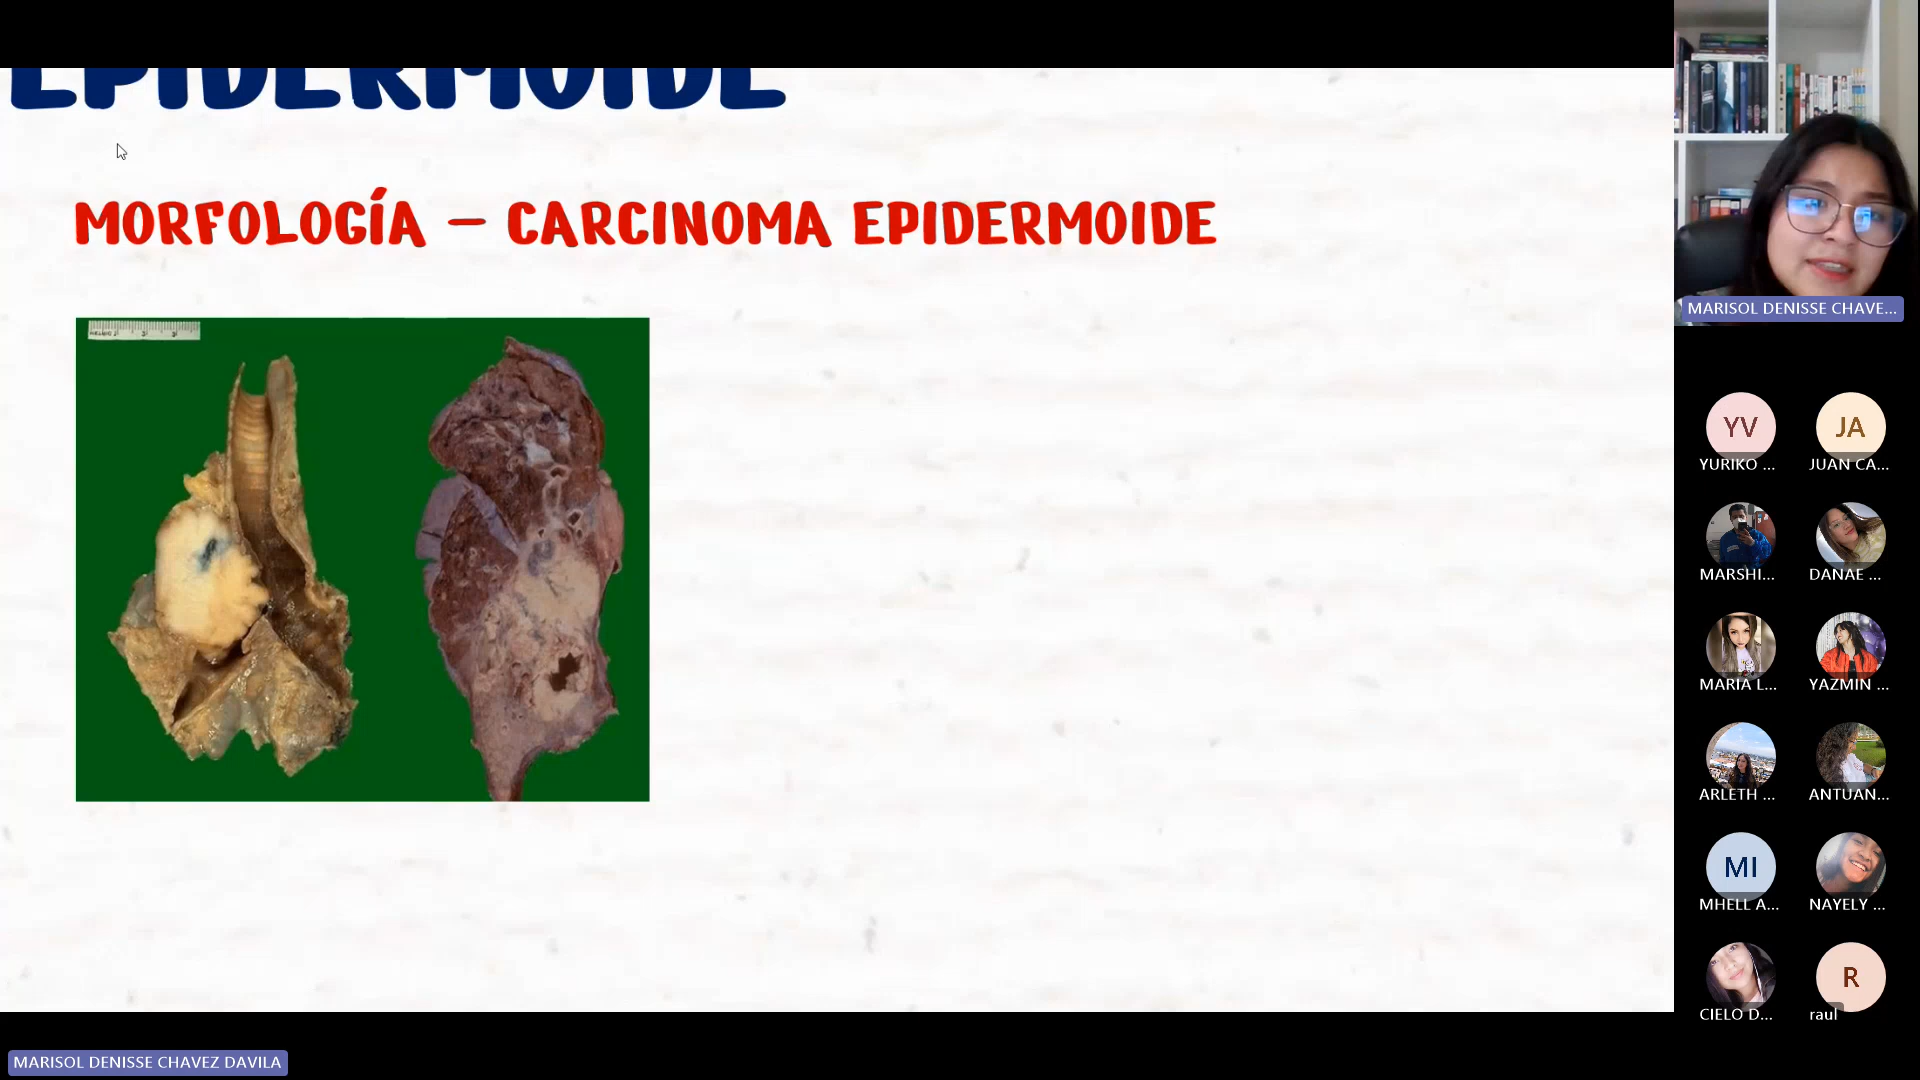 EPIDERMOIDE
MORFOLOGÍA – CARCINOMA EPIDERMOIDE
MARISOL DENISSE CHAVE...
YV
JA
YURIKO ...
JUAN CA...
MARSHI...
DANAE ...
MARIA L...
YAZMIN ...
ARLETH ...
ANTUAN...
MI
MHELL A...
NAYELY ...
R
CIELO D...
raul
MARISOL DENISSE CHAVEZ DAVILA